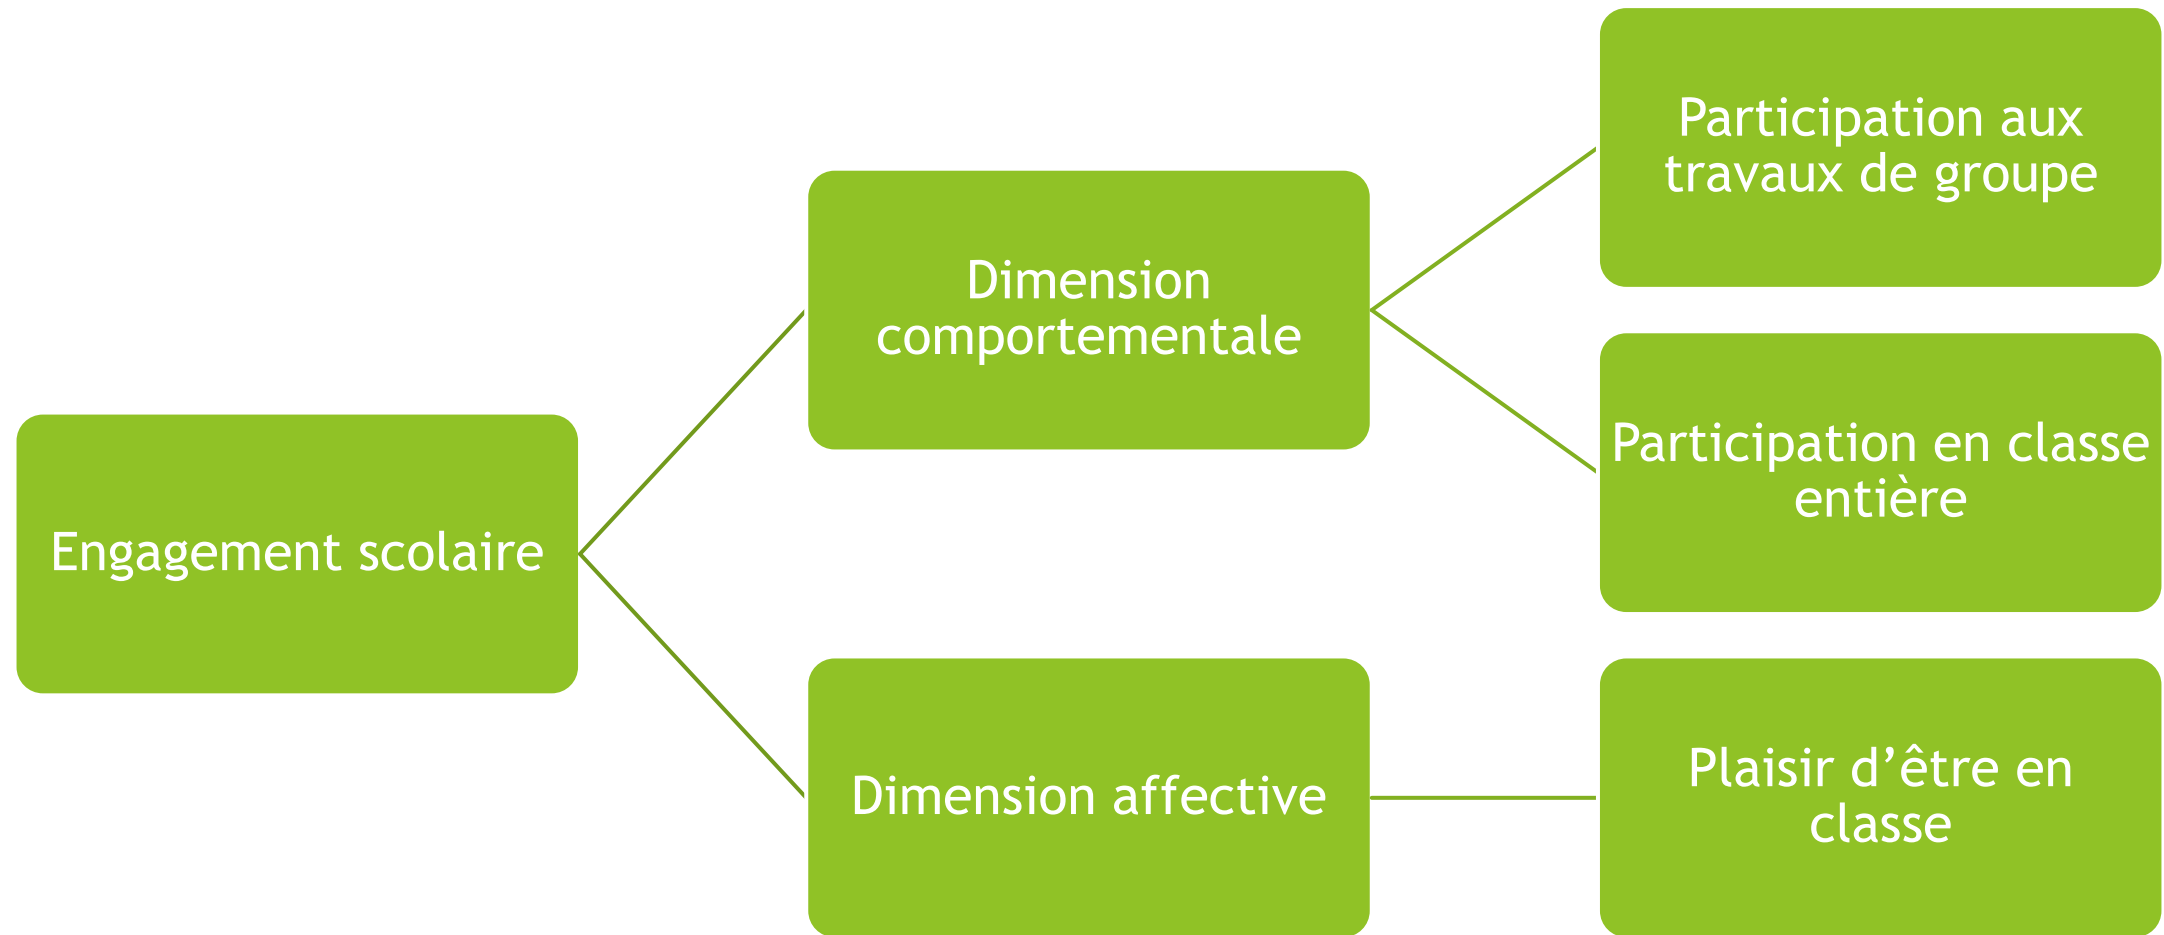 Engagement scolaire
Dimension
comportementale
Participation aux
travaux de groupe
Participation en classe
entière
Dimension affective
Plaisir d’être en
classe